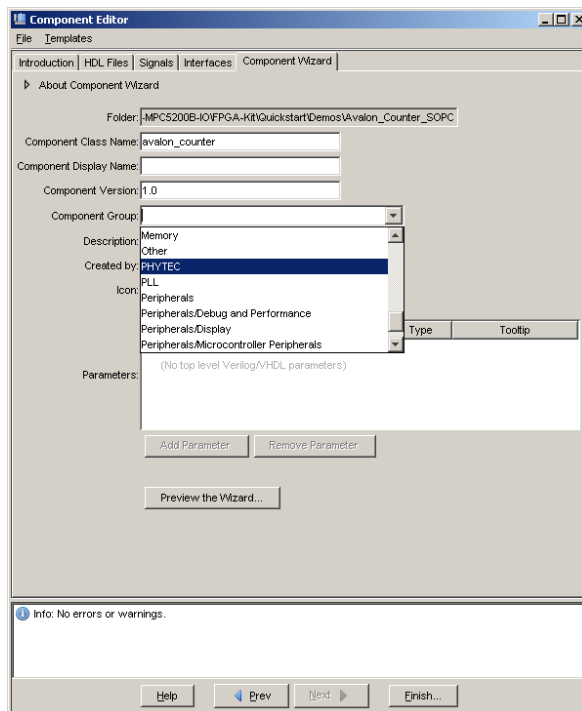 Component Editor
File Templates
Introduction HDL Files Signals Interfaces Component Wizard
About Component Wizard
Folder: -MPC5200B-IO\FPGA-Kit\Quickstart\Demos\Avalon_Counter_SOPC
Component Class Name: avalon_counter
Component Display Name:
Component Version: 1.0
Component Group:
Description:
Created by:
Icon:
Memory
Other
PHYTEC
PLL
Peripherals
Peripherals/Debug and Performance
Peripherals/Display
Peripherals/Microcontroller Peripherals
Type Tooltip
Parameters:
(No top level Verilog/VHDL parameters)
Add Parameter Remove Parameter
Preview the Wizard...
Info: No errors or warnings.
Help Prev Next Finish...